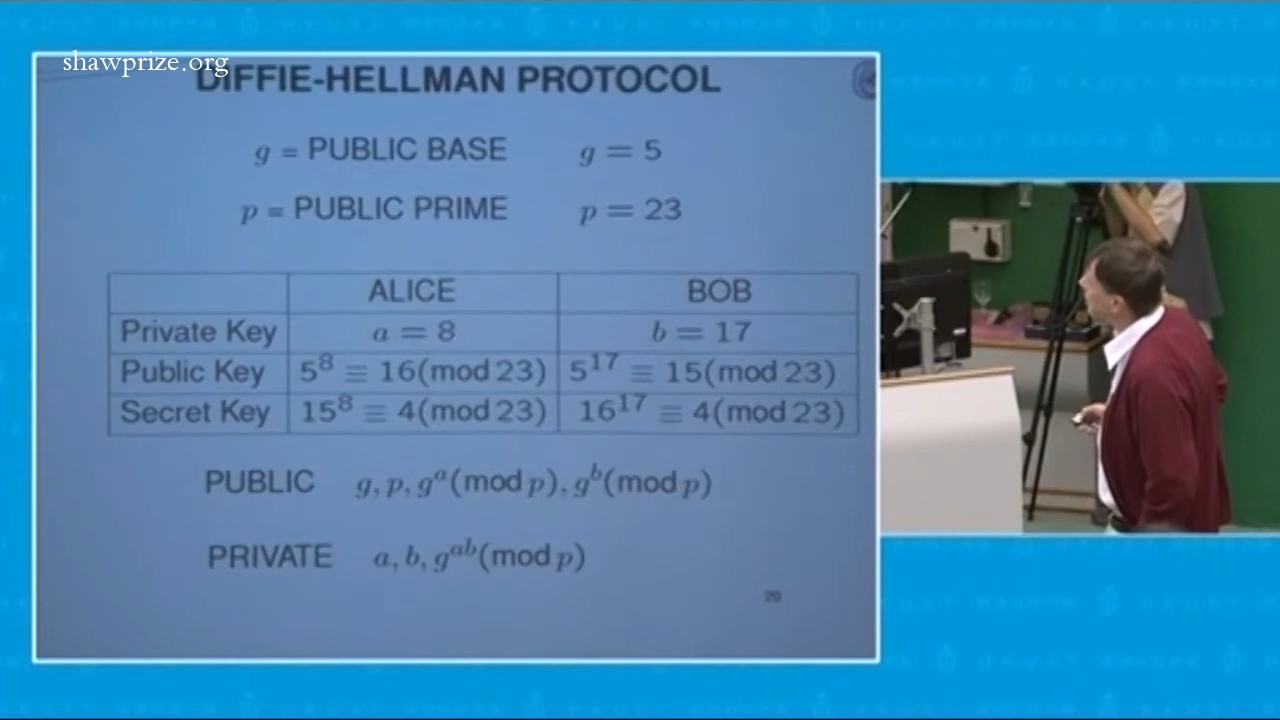 shawprize.org
DIFFIE-HELLMAN PROTOCOL
g = PUBLIC BASE g = 5
p = PUBLIC PRIME p = 23
ALICE BOB
Private Key a = 8 b = 17
Public Key 5⁸ ≡ 16(mod 23) 5¹⁷ ≡ 15(mod 23)
Secret Key 15⁸ ≡ 4(mod 23) 16¹⁷ ≡ 4(mod 23)
PUBLIC g, p, gᵃ(mod p), gᵇ(mod p)
PRIVATE a, b, gᵃᵇ(mod p)
20